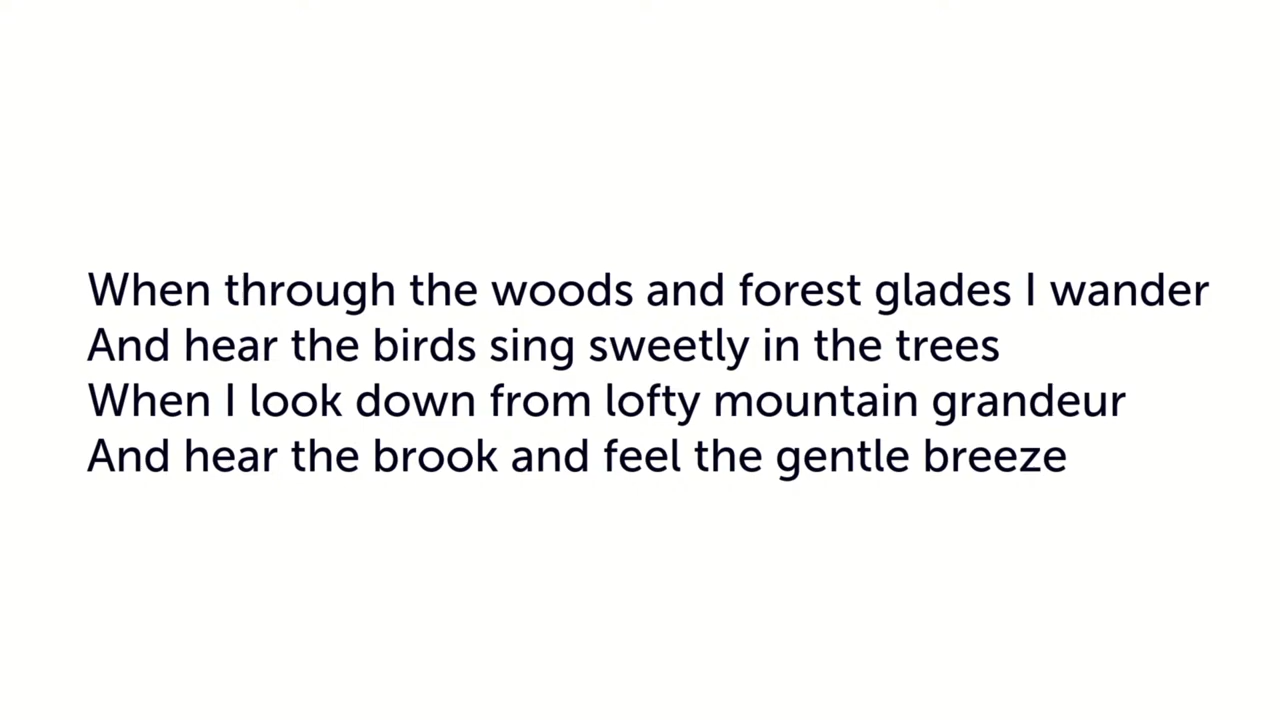 When through the woods and forest glades I wander
And hear the birds sing sweetly in the trees
When I look down from lofty mountain grandeur
And hear the brook and feel the gentle breeze